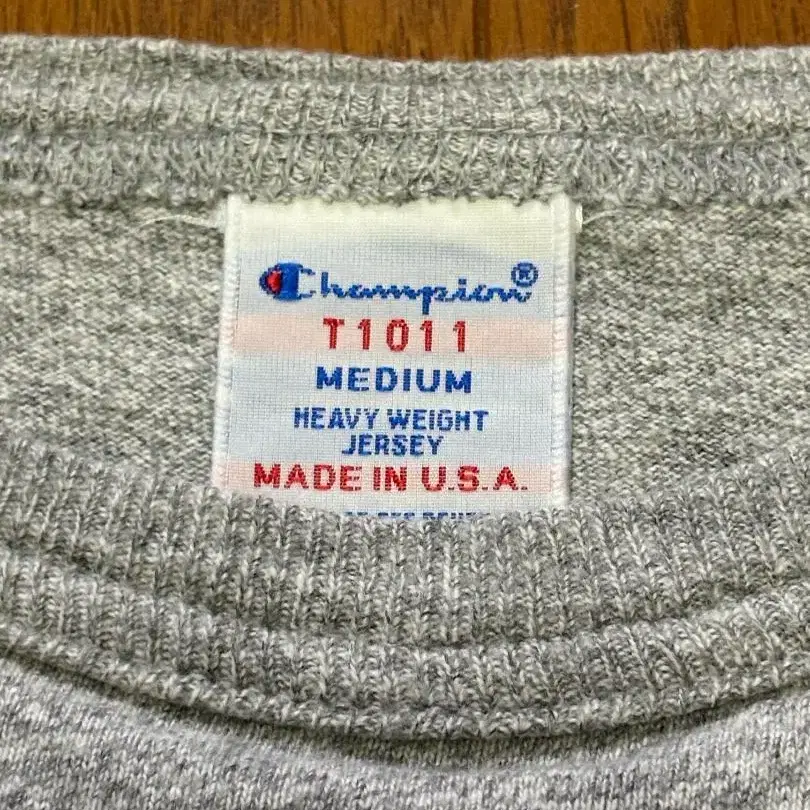 Champion®
T1011
MEDIUM
HEAVY WEIGHT
JERSEY
MADE IN U.S.A.